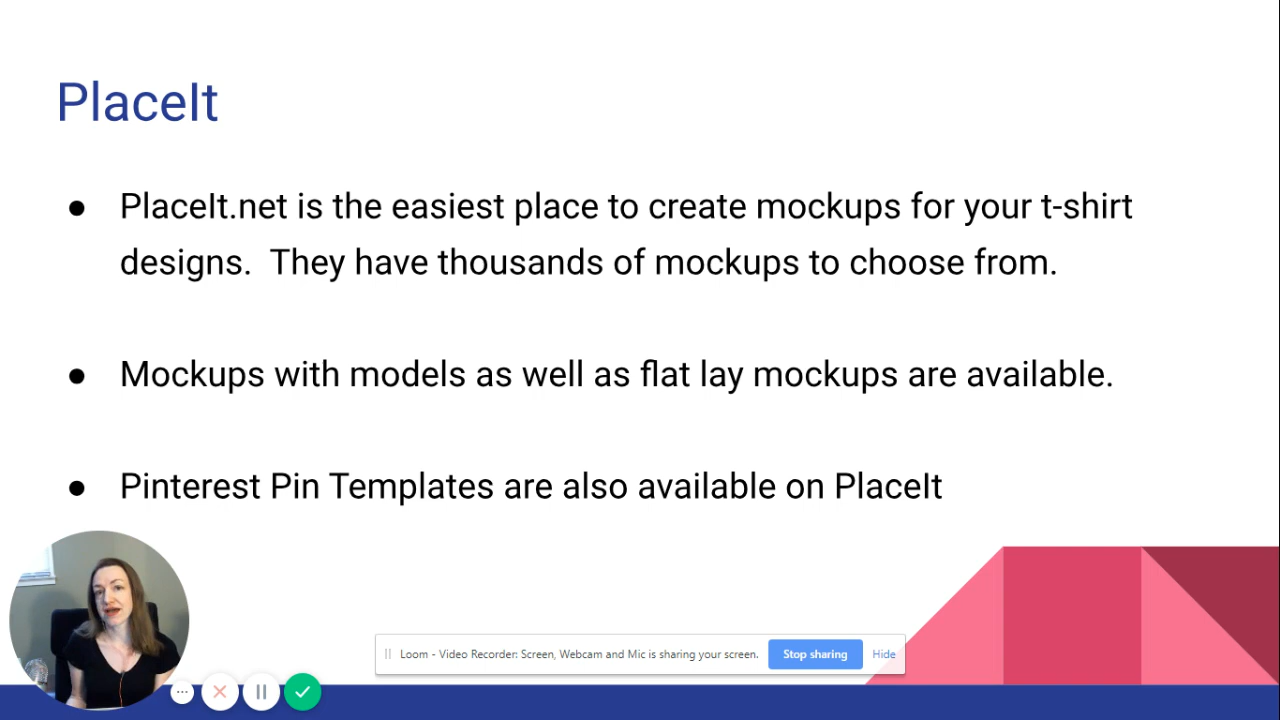 PlaceIt
● PlaceIt.net is the easiest place to create mockups for your t-shirt
designs.  They have thousands of mockups to choose from.
● Mockups with models as well as flat lay mockups are available.
● Pinterest Pin Templates are also available on PlaceIt
Loom - Video Recorder: Screen, Webcam and Mic is sharing your screen. Stop sharing Hide